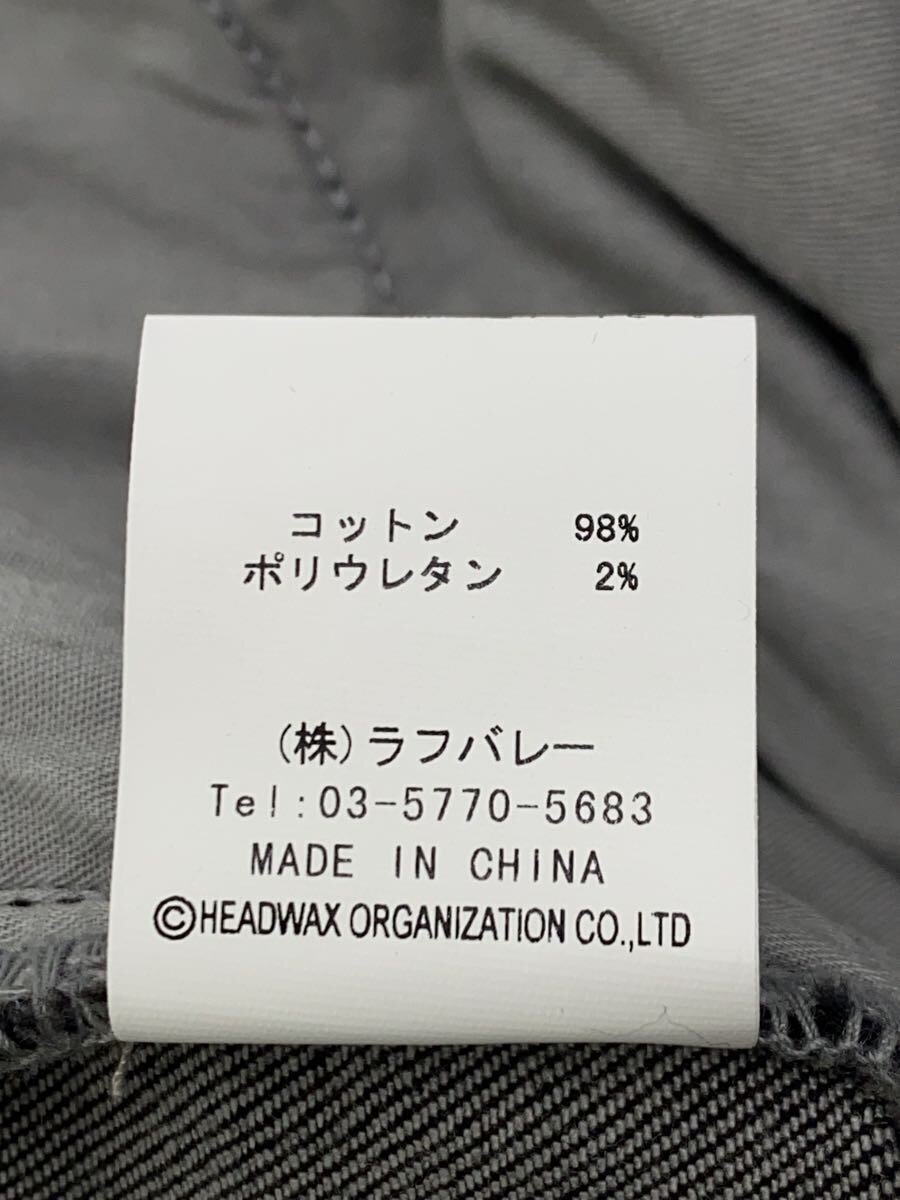 コットン 98%
ポリウレタン 2%
(株)ラフバレー
Tel:03-5770-5683
MADE IN CHINA
©HEADWAX ORGANIZATION CO.,LTD